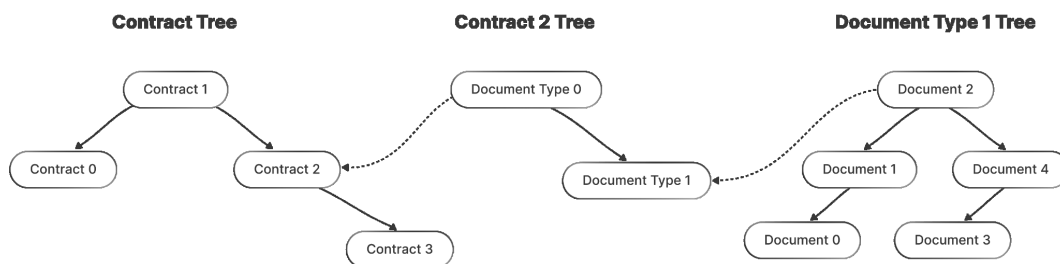 Contract Tree
Contract 2 Tree
Document Type 1 Tree
Contract 1
Document Type 0
Document 2
Contract 0
Contract 2
Document Type 1
Document 1
Document 4
Contract 3
Document 0
Document 3